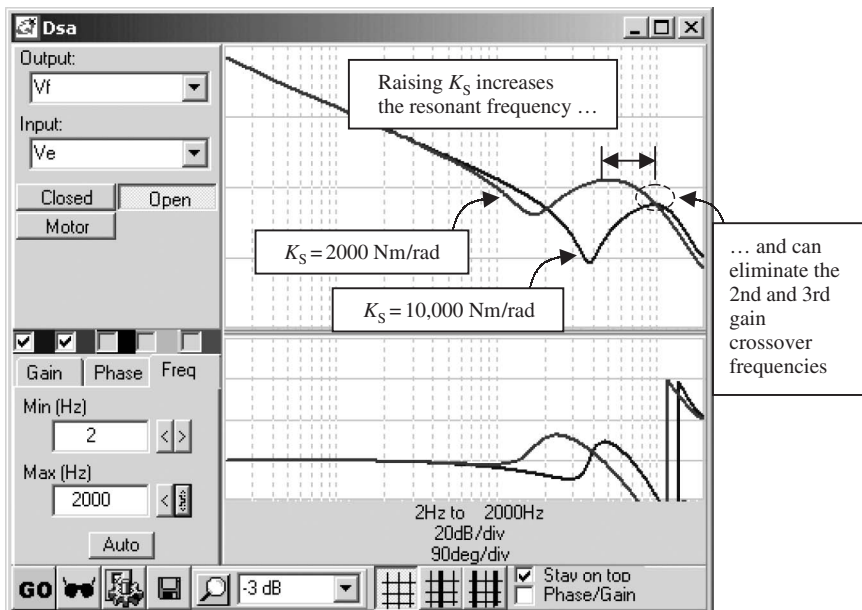 Dsa
Output:
Vf
Input:
Ve
Closed
Open
Motor
Gain
Phase
Freq
Min (Hz)
2
< >
Max (Hz)
2000
<
Auto
Raising KS increases
the resonant frequency …
KS = 2000 Nm/rad
KS = 10,000 Nm/rad
… and can
eliminate the
2nd and 3rd
gain
crossover
frequencies
2Hz to 2000Hz
20dB/div
90deg/div
GO
-3 dB
Stay on top
Phase/Gain